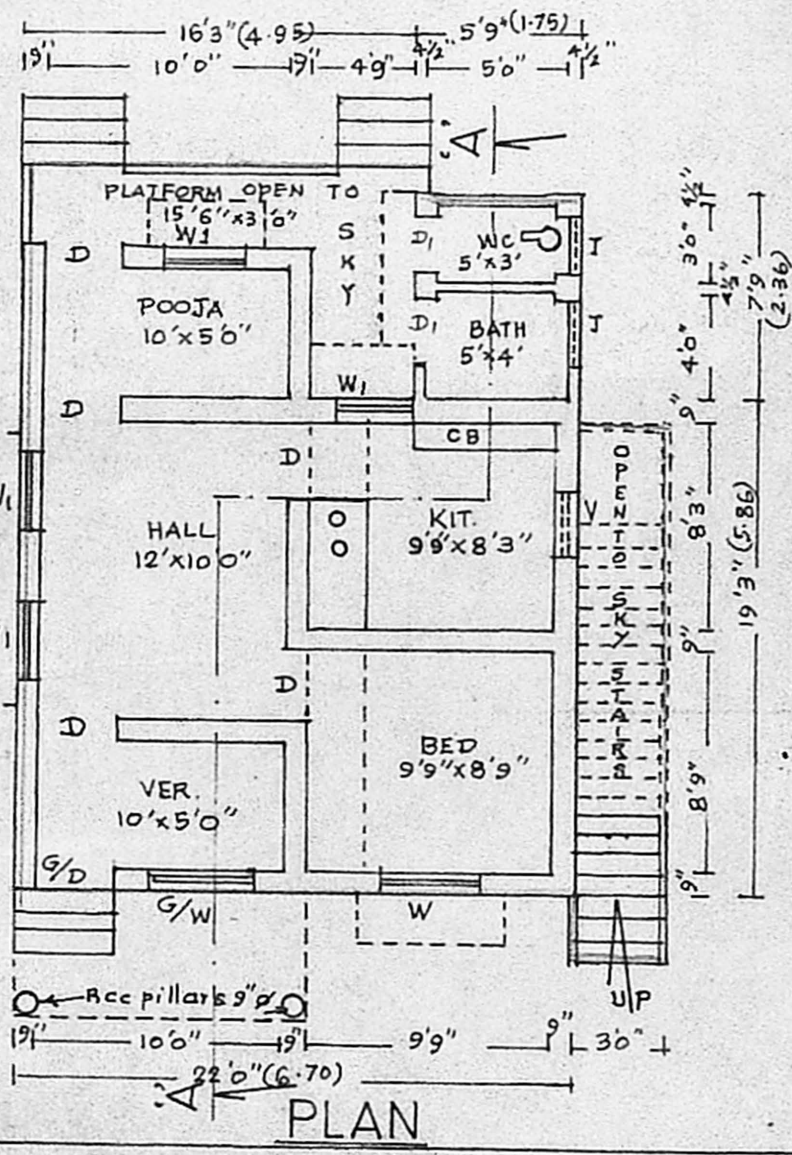 16'3"(4.95) 5'9"(1.75)
9" 10'0" 9" 4'9" 4½" 5'0" 4½"
A
PLATFORM OPEN TO
SKY
15'6"x3'0"
W1
D
D1
WC
5'x3'
J
3'0" 4½"
7'9"
(2.36)
4½"
POOJA
10'x5'0"
D1
BATH
5'x4'
J
4'0"
D
W1
9"
CB
D
HALL
12'x10'0"
KIT.
9'9"x8'3"
V
OPEN TO SKY STAIRS
8'3"
19'3"(5.86)
9"
D
D
BED
9'9"x8'9"
8'9"
VER.
10'x5'0"
G/D
G/W
W
9"
UP
Rcc pillars 9"ø
9" 10'0" 9" 9'9" 9" 3'0"
22'0"(6.70)
A
PLAN